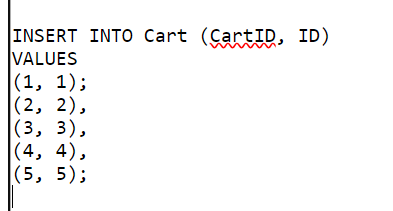 INSERT INTO Cart (CartID, ID)
VALUES
(1, 1);
(2, 2),
(3, 3),
(4, 4),
(5, 5);